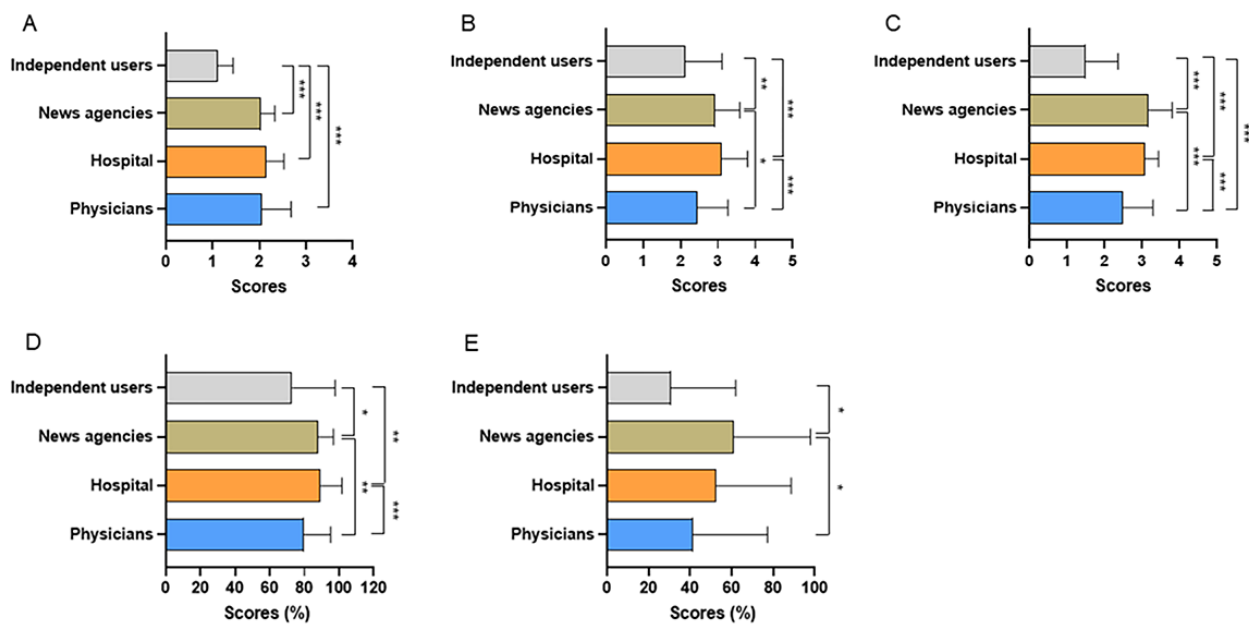 A
Independent users
News agencies
Hospital
Physicians
***
***
***
0 1 2 3 4
Scores
B
Independent users
News agencies
Hospital
Physicians
**
***
*
***
0 1 2 3 4 5
Scores
C
Independent users
News agencies
Hospital
Physicians
***
***
***
***
***
0 1 2 3 4 5
Scores
D
Independent users
News agencies
Hospital
Physicians
*
**
**
***
0 20 40 60 80 100 120
Scores (%)
E
Independent users
News agencies
Hospital
Physicians
*
*
0 20 40 60 80 100
Scores (%)